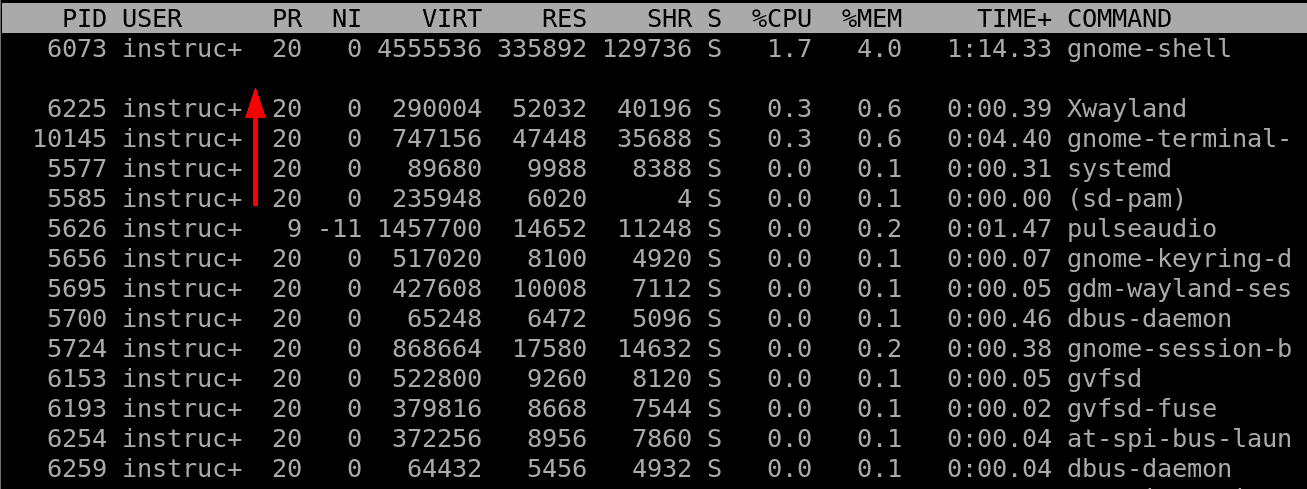 PID USER PR NI VIRT RES SHR S %CPU %MEM TIME+ COMMAND
6073 instruc+ 20 0 4555536 335892 129736 S 1.7 4.0 1:14.33 gnome-shell
6225 instruc+ 20 0 290004 52032 40196 S 0.3 0.6 0:00.39 Xwayland
10145 instruc+ 20 0 747156 47448 35688 S 0.3 0.6 0:04.40 gnome-terminal-
5577 instruc+ 20 0 89680 9988 8388 S 0.0 0.1 0:00.31 systemd
5585 instruc+ 20 0 235948 6020 4 S 0.0 0.1 0:00.00 (sd-pam)
5626 instruc+ 9 -11 1457700 14652 11248 S 0.0 0.2 0:01.47 pulseaudio
5656 instruc+ 20 0 517020 8100 4920 S 0.0 0.1 0:00.07 gnome-keyring-d
5695 instruc+ 20 0 427608 10008 7112 S 0.0 0.1 0:00.05 gdm-wayland-ses
5700 instruc+ 20 0 65248 6472 5096 S 0.0 0.1 0:00.46 dbus-daemon
5724 instruc+ 20 0 868664 17580 14632 S 0.0 0.2 0:00.38 gnome-session-b
6153 instruc+ 20 0 522800 9260 8120 S 0.0 0.1 0:00.05 gvfsd
6193 instruc+ 20 0 379816 8668 7544 S 0.0 0.1 0:00.02 gvfsd-fuse
6254 instruc+ 20 0 372256 8956 7860 S 0.0 0.1 0:00.04 at-spi-bus-laun
6259 instruc+ 20 0 64432 5456 4932 S 0.0 0.1 0:00.04 dbus-daemon